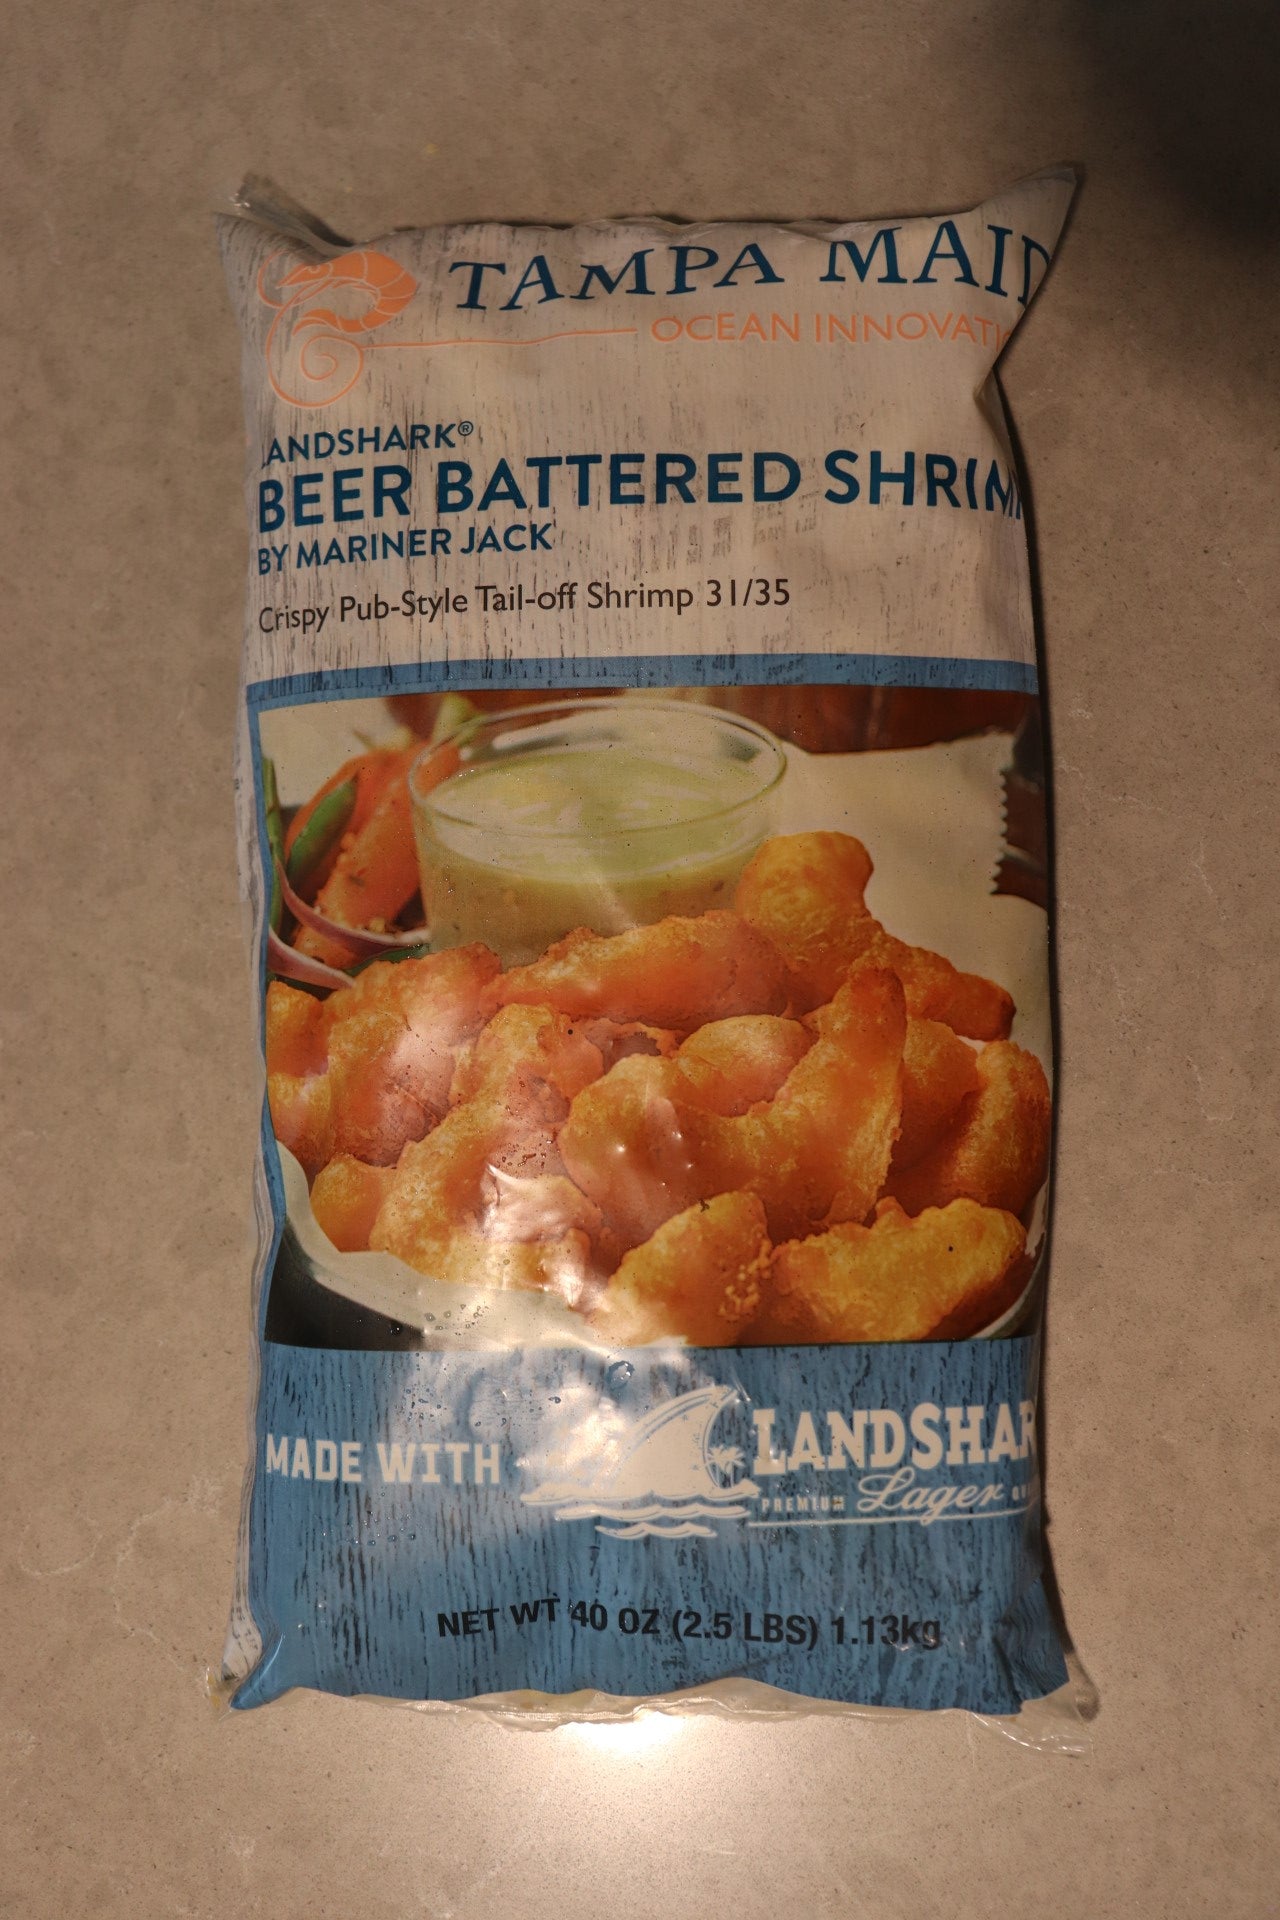 TAMPA MAID
OCEAN INNOVATI
LANDSHARK®
BEER BATTERED SHRIM
BY MARINER JACK
Crispy Pub-Style Tail-off Shrimp 31/35
MADE WITH
LANDSHAR
PREMIUM Lager
NET WT 40 OZ (2.5 LBS) 1.13kg